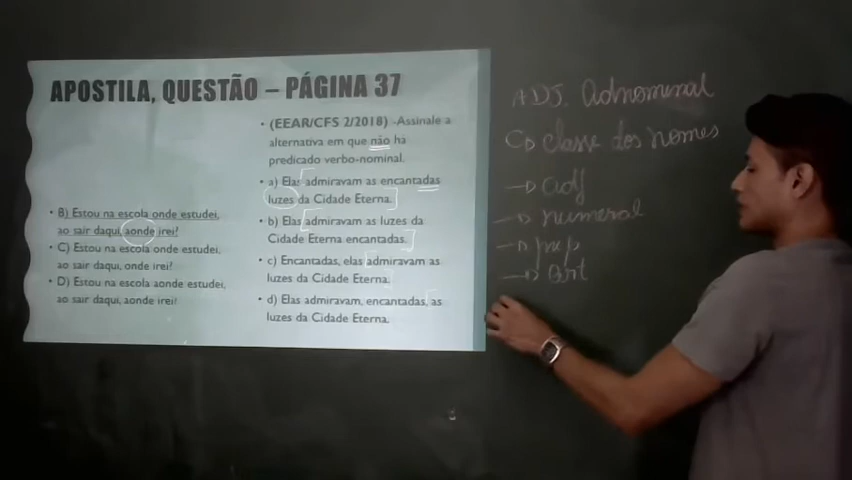 APOSTILA, QUESTÃO – PÁGINA 37
• B) Estou na escola onde estudei,
ao sair daqui, aonde irei!
• C) Estou na escola onde estudei,
ao sair daqui, onde irei!
• D) Estou na escola aonde estudei,
ao sair daqui, aonde irei!
• (EEAR/CFS 2/2018) -Assinale a
alternativa em que não há
predicado verbo-nominal.
• a) Elas admiravam as encantadas
luzes da Cidade Eterna.
• b) Elas admiravam as luzes da
Cidade Eterna encantadas.
• c) Encantadas, elas admiravam as
luzes da Cidade Eterna.
• d) Elas admiravam, encantadas, as
luzes da Cidade Eterna.
ADJ. Adnominal
classe dos nomes
→ adj
→ numeral
→ prep
→ Art